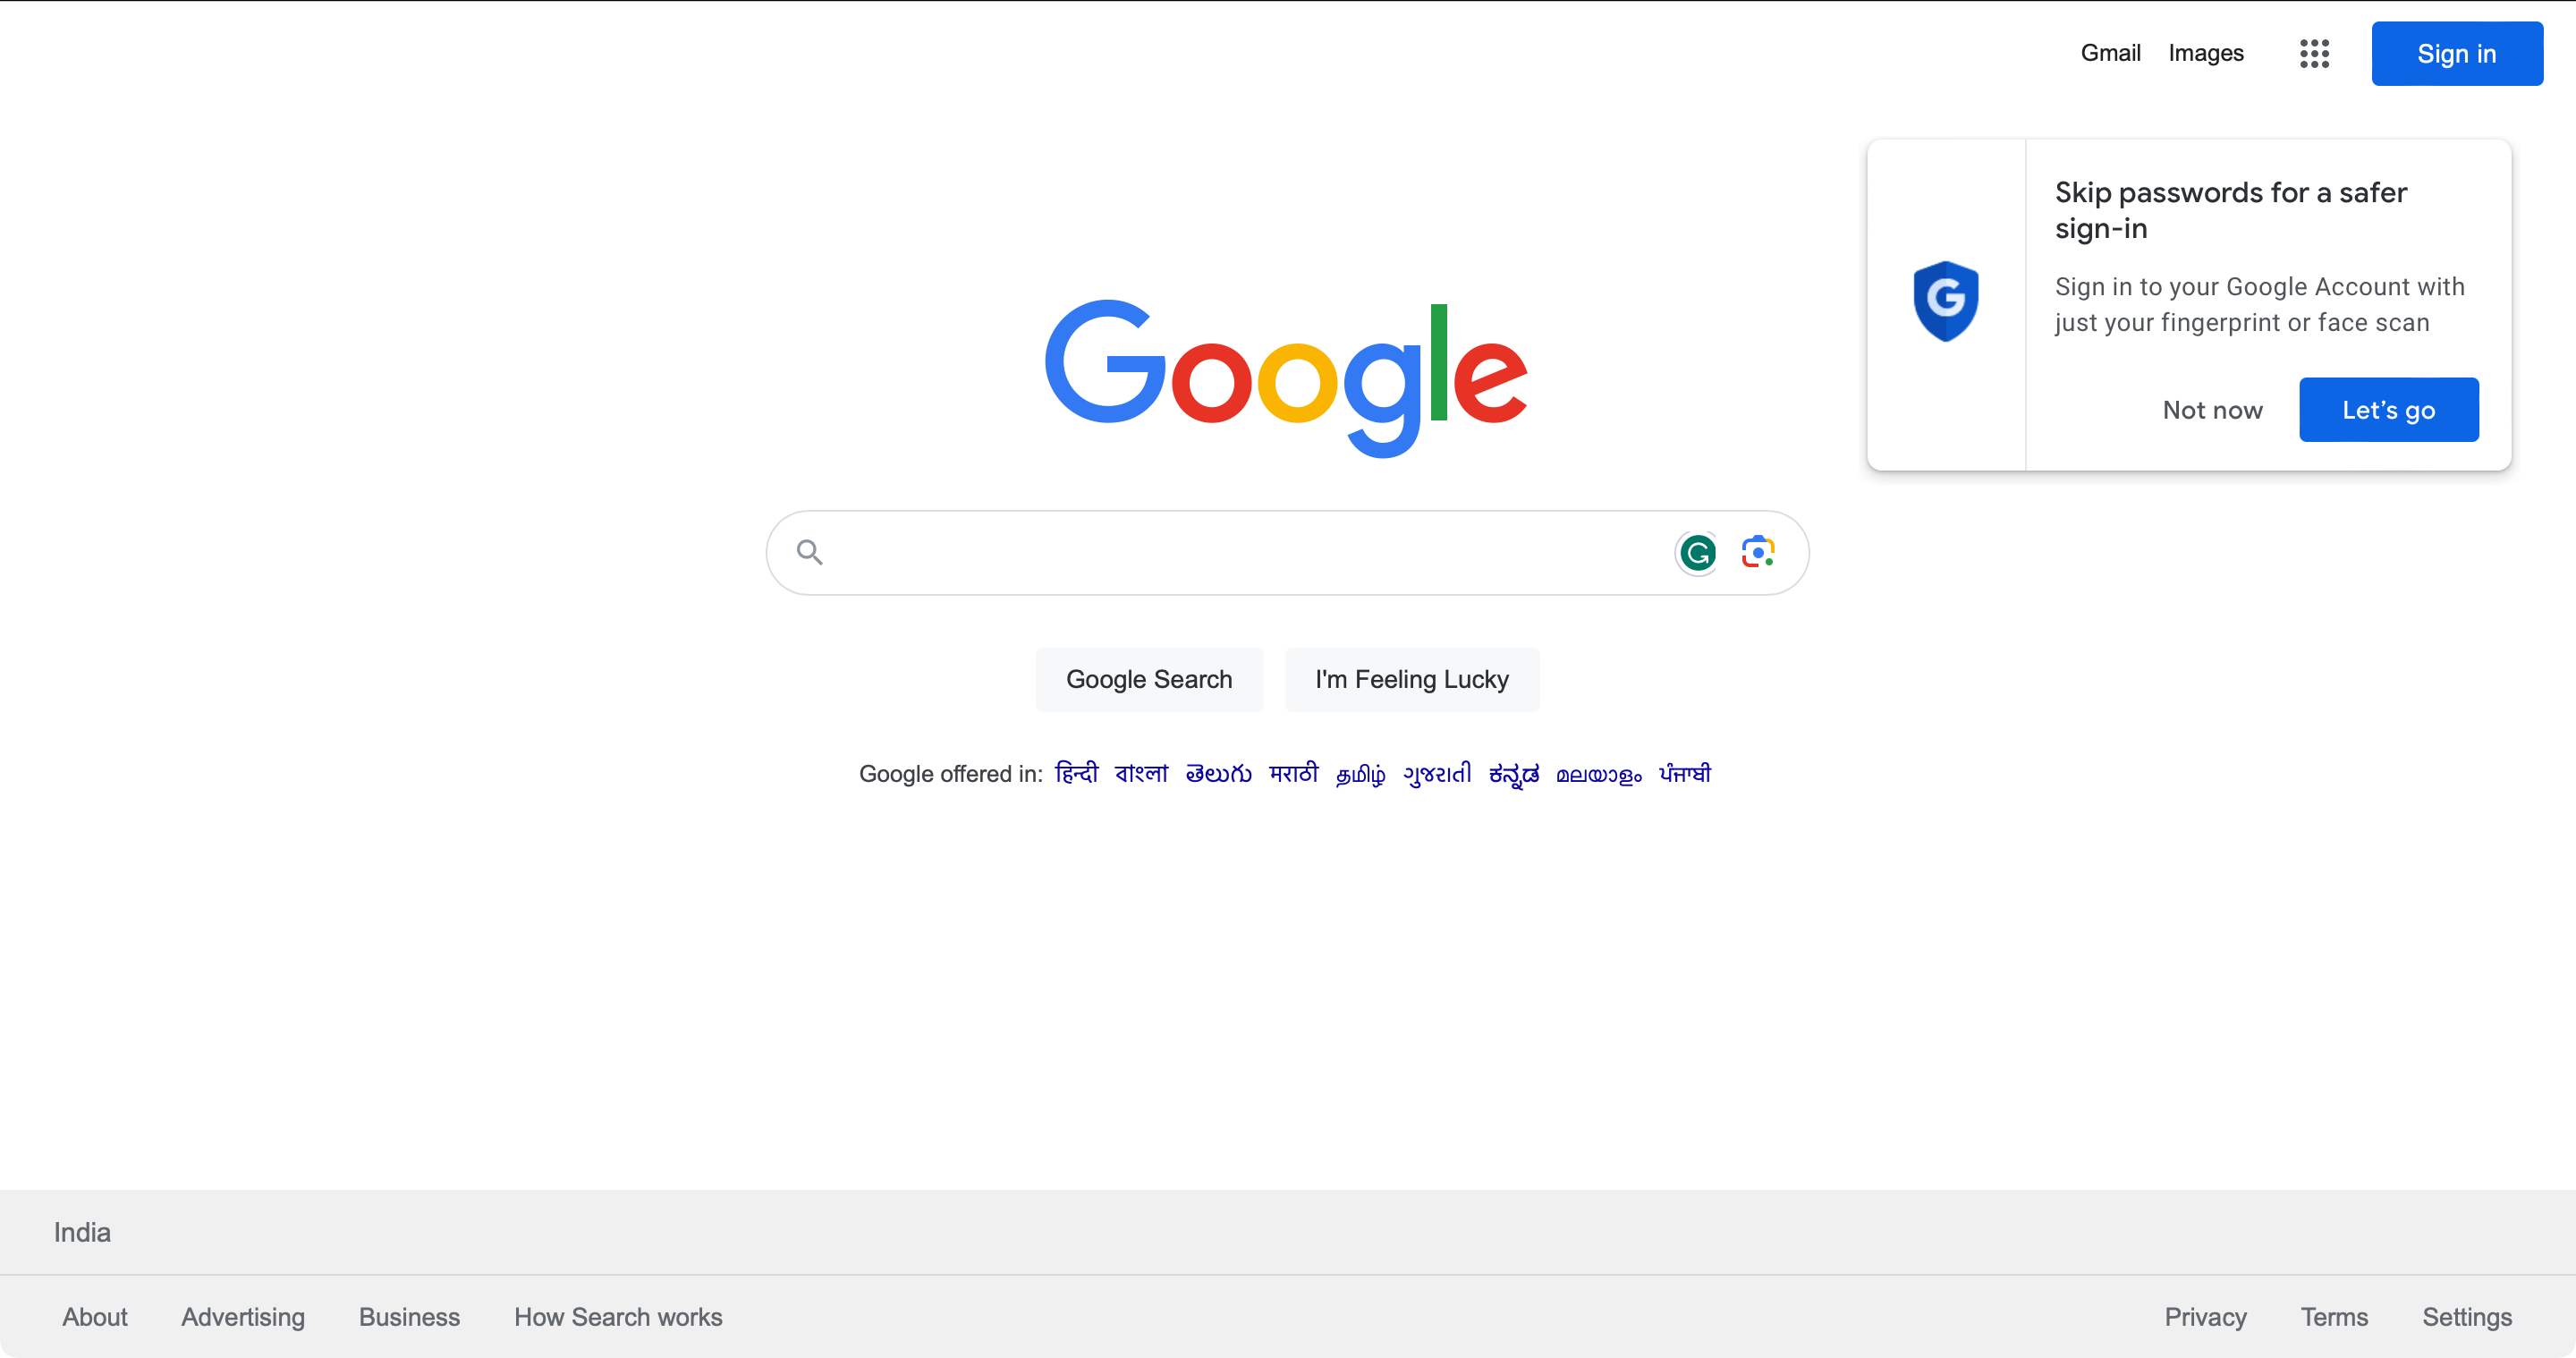 Gmail Images Sign in
Skip passwords for a safer
sign-in
Sign in to your Google Account with
just your fingerprint or face scan
Not now Let’s go
Google
Google Search I'm Feeling Lucky
Google offered in: हिन्दी বাংলা తెలుగు मराठी தமிழ் ગુજરાતી ಕನ್ನಡ മലയാളം ਪੰਜਾਬੀ
India
About Advertising Business How Search works Privacy Terms Settings